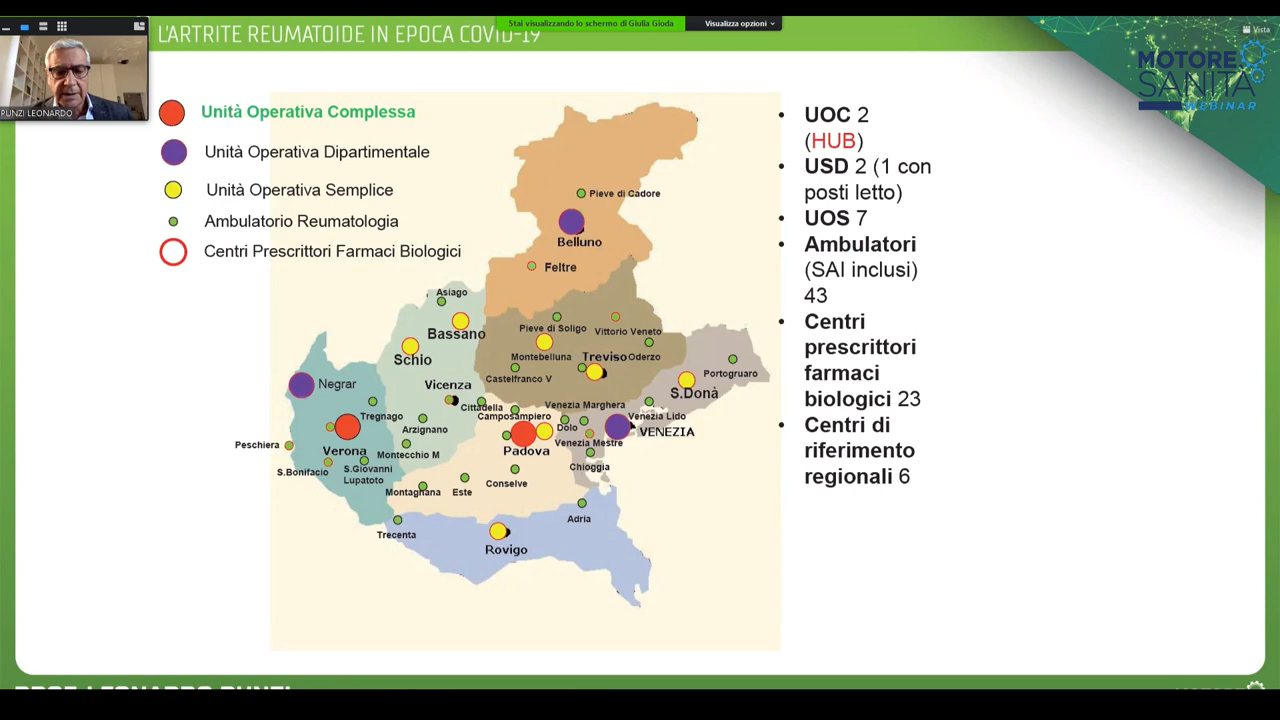 Stai visualizzando lo schermo di Giulia Gioda
Visualizza opzioni
Vista
L'ARTRITE REUMATOIDE IN EPOCA COVID-19
PUNZI LEONARDO
MOTORE
SANITÀ
WEBINAR
Unità Operativa Complessa
Unità Operativa Dipartimentale
Unità Operativa Semplice
Ambulatorio Reumatologia
Centri Prescrittori Farmaci Biologici
Pieve di Cadore
Belluno
Feltre
Asiago
Bassano
Schio
Pieve di Soligo
Vittorio Veneto
Montebelluna
Treviso
Oderzo
Castelfranco V
Portogruaro
S.Donà
Negrar
Vicenza
Cittadella
Venezia Marghera
Tregnago
Camposampiero
Dolo
Venezia Lido
Arzignano
VENEZIA
Peschiera
Verona
Montecchio M
Padova
Venezia Mestre
S.Bonifacio
S.Giovanni
Lupatoto
Chioggia
Conselve
Montagnana
Este
Adria
Trecenta
Rovigo
• UOC 2
(HUB)
• USD 2 (1 con
posti letto)
• UOS 7
• Ambulatori
(SAI inclusi)
43
• Centri
prescrittori
farmaci
biologici 23
• Centri di
riferimento
regionali 6
PROF. LEONARDO PUNZI
MOTORE